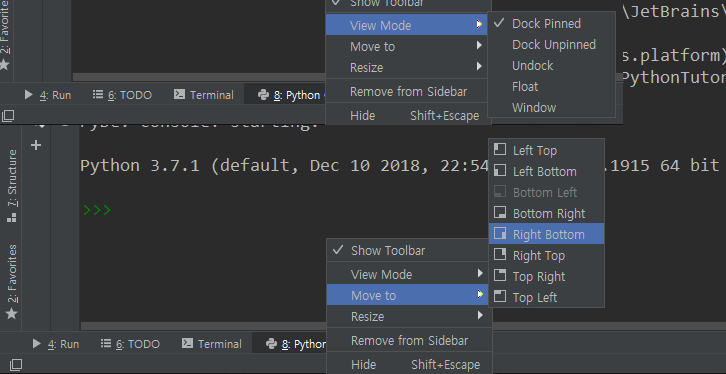 Show Toolbar
\JetBrains\
View Mode
Dock Pinned
Move to
Dock Unpinned
s.platform)
Resize
Undock
PythonTutor
Remove from Sidebar
Float
Hide Shift+Escape
Window
2: Favorites
4: Run 6: TODO Terminal 8: Python
Python 3.7.1 (default, Dec 10 2018, 22:54
.1915 64 bit
>>>
7: Structure
2: Favorites
Left Top
Left Bottom
Bottom Left
Bottom Right
Right Bottom
Right Top
Top Right
Top Left
Show Toolbar
View Mode
Move to
Resize
Remove from Sidebar
Hide Shift+Escape
4: Run 6: TODO Terminal 8: Python